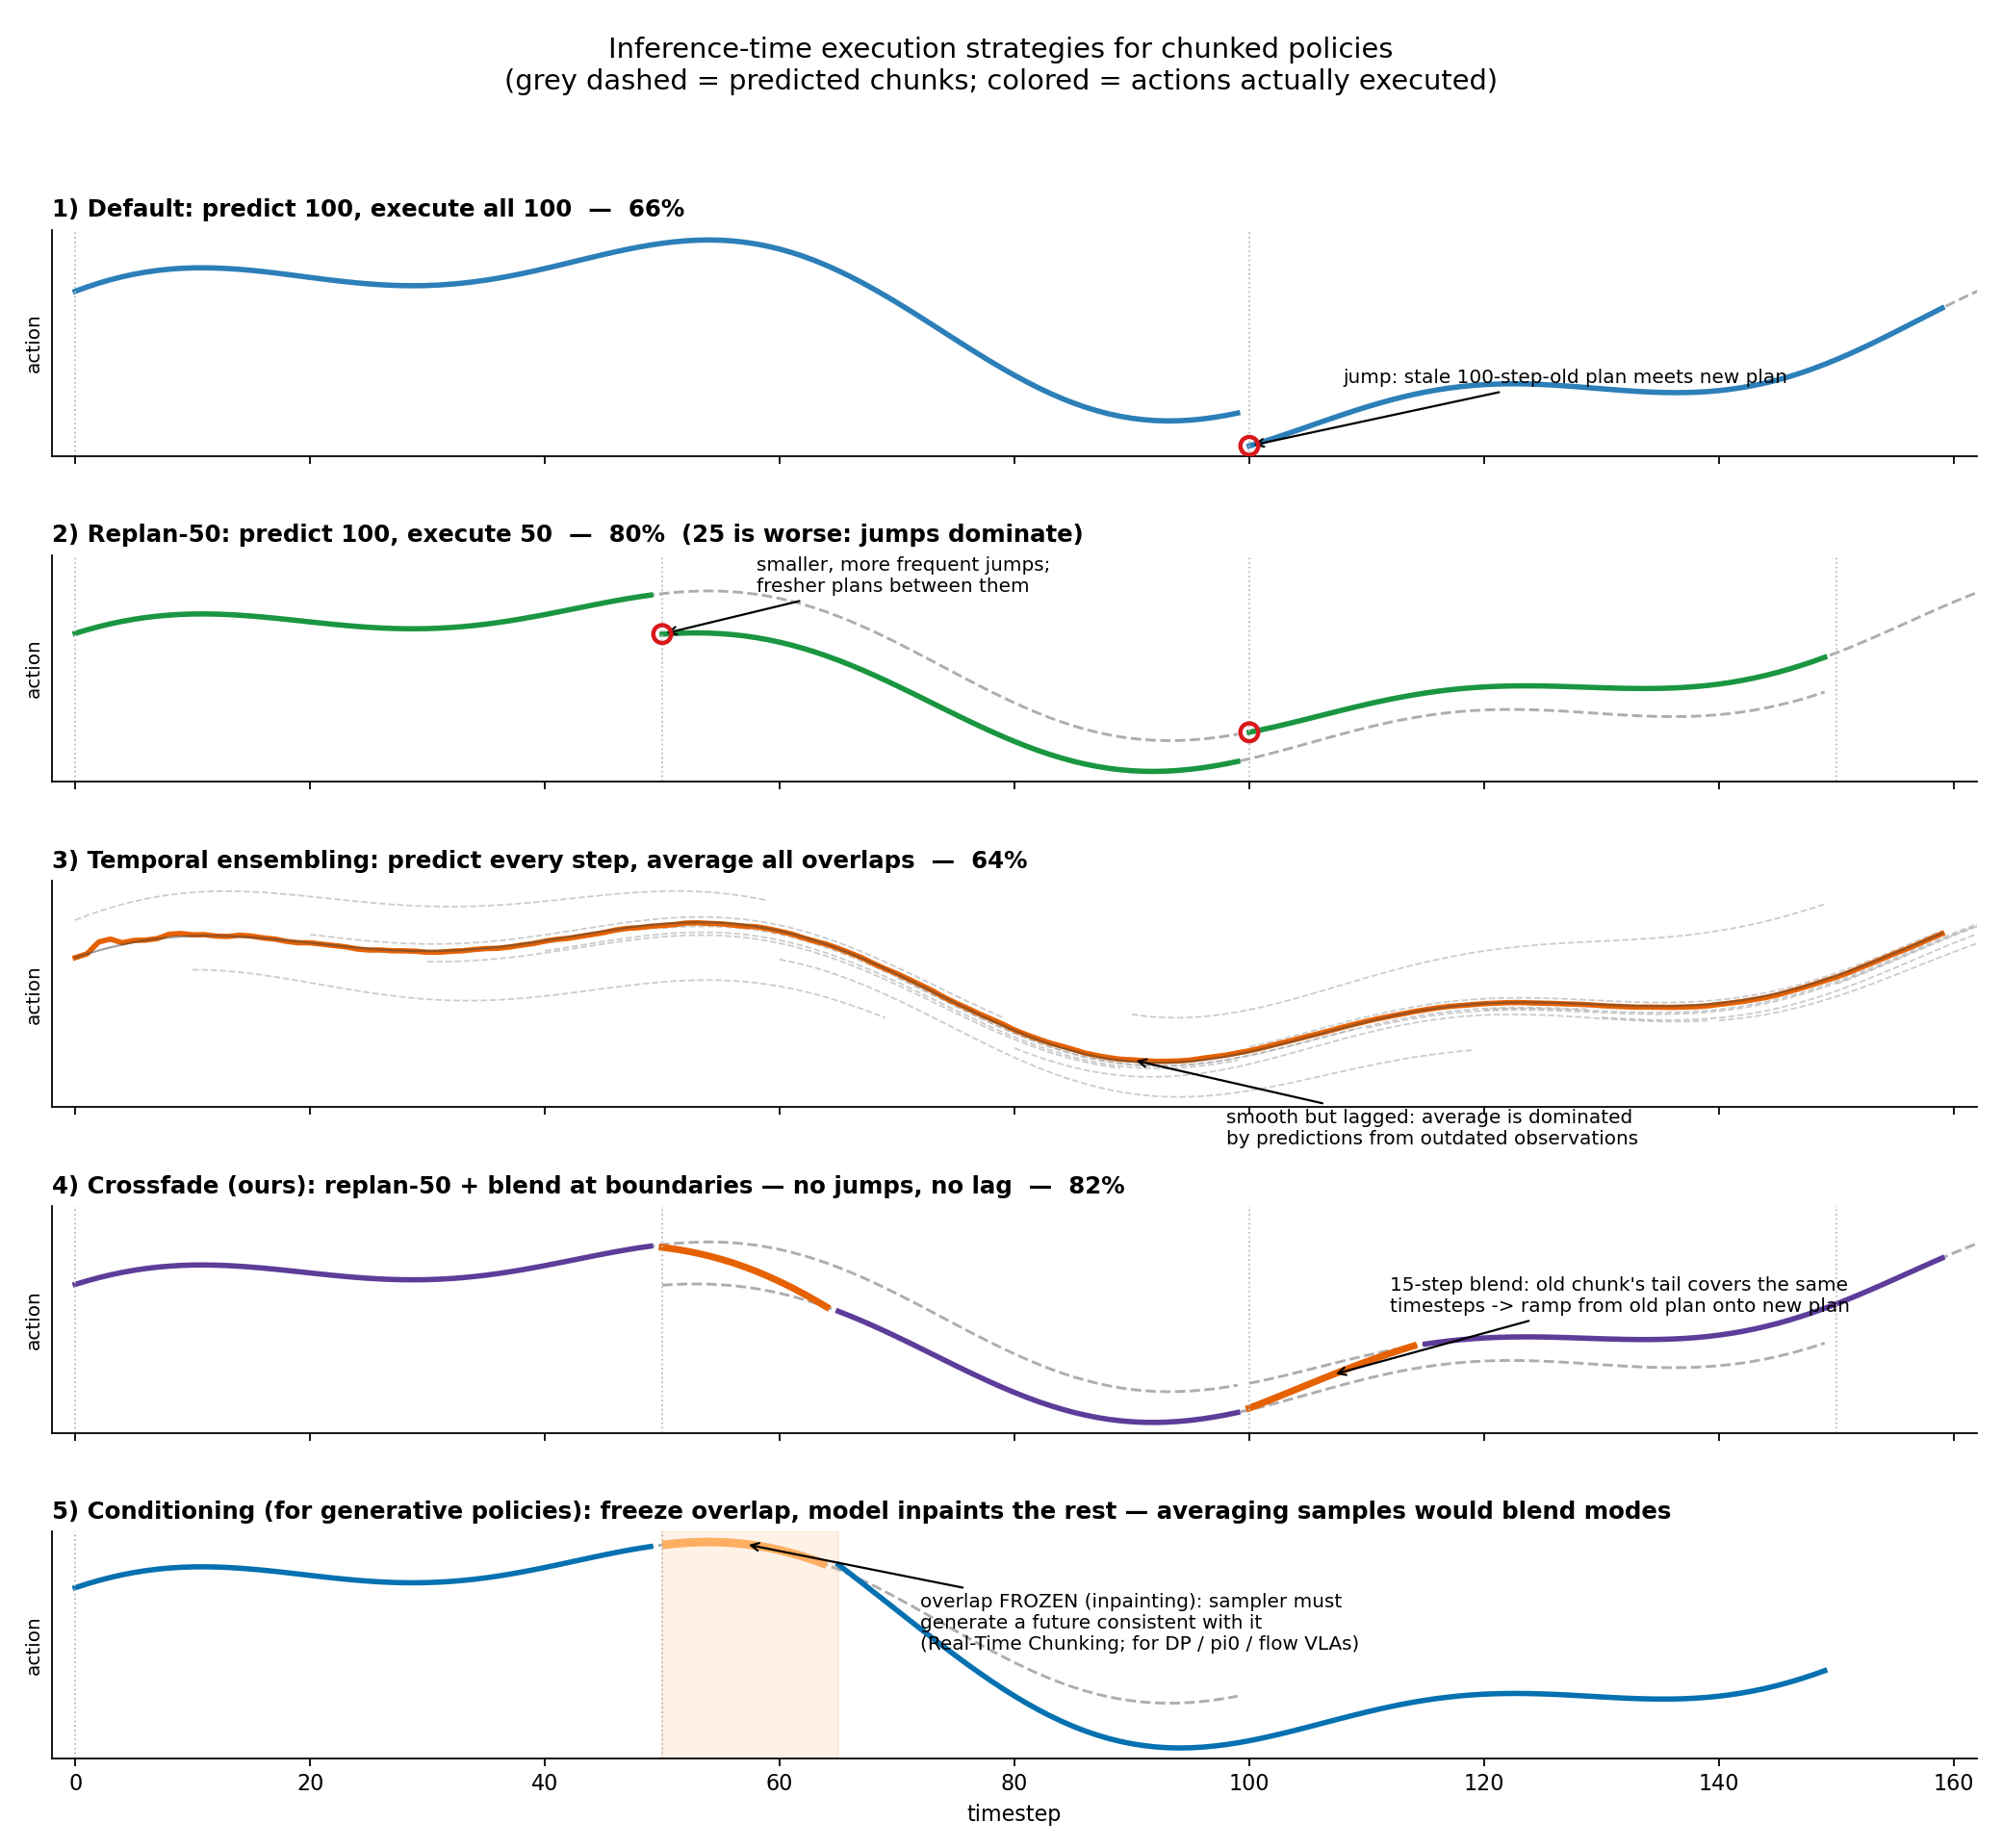 Inference-time execution strategies for chunked policies
(grey dashed = predicted chunks; colored = actions actually executed)
1) Default: predict 100, execute all 100  —  66%
action
jump: stale 100-step-old plan meets new plan
2) Replan-50: predict 100, execute 50  —  80%  (25 is worse: jumps dominate)
action
smaller, more frequent jumps;
fresher plans between them
3) Temporal ensembling: predict every step, average all overlaps  —  64%
action
smooth but lagged: average is dominated
by predictions from outdated observations
4) Crossfade (ours): replan-50 + blend at boundaries — no jumps, no lag  —  82%
action
15-step blend: old chunk's tail covers the same
timesteps -> ramp from old plan onto new plan
5) Conditioning (for generative policies): freeze overlap, model inpaints the rest — averaging samples would blend modes
action
overlap FROZEN (inpainting): sampler must
generate a future consistent with it
(Real-Time Chunking; for DP / pi0 / flow VLAs)
0 20 40 60 80 100 120 140 160
timestep